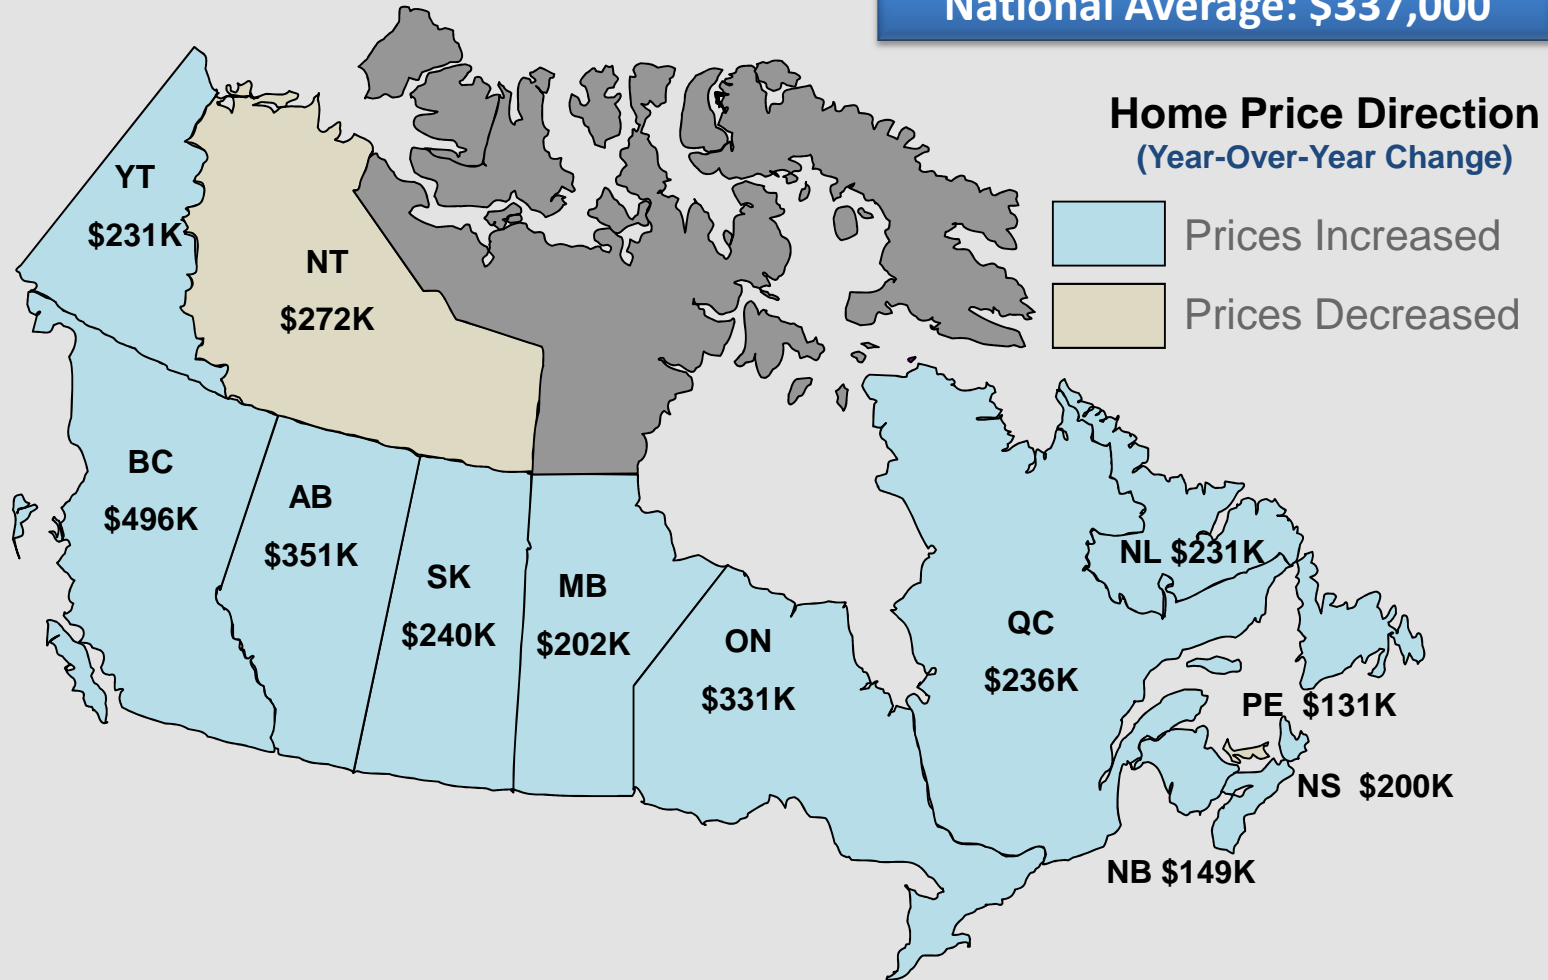 National Average: $337,000
Home Price Direction
(Year-Over-Year Change)
Prices Increased
Prices Decreased
YT
$231K
NT
$272K
BC
$496K
AB
$351K
SK
$240K
MB
$202K
ON
$331K
QC
$236K
NL $231K
PE $131K
NS $200K
NB $149K